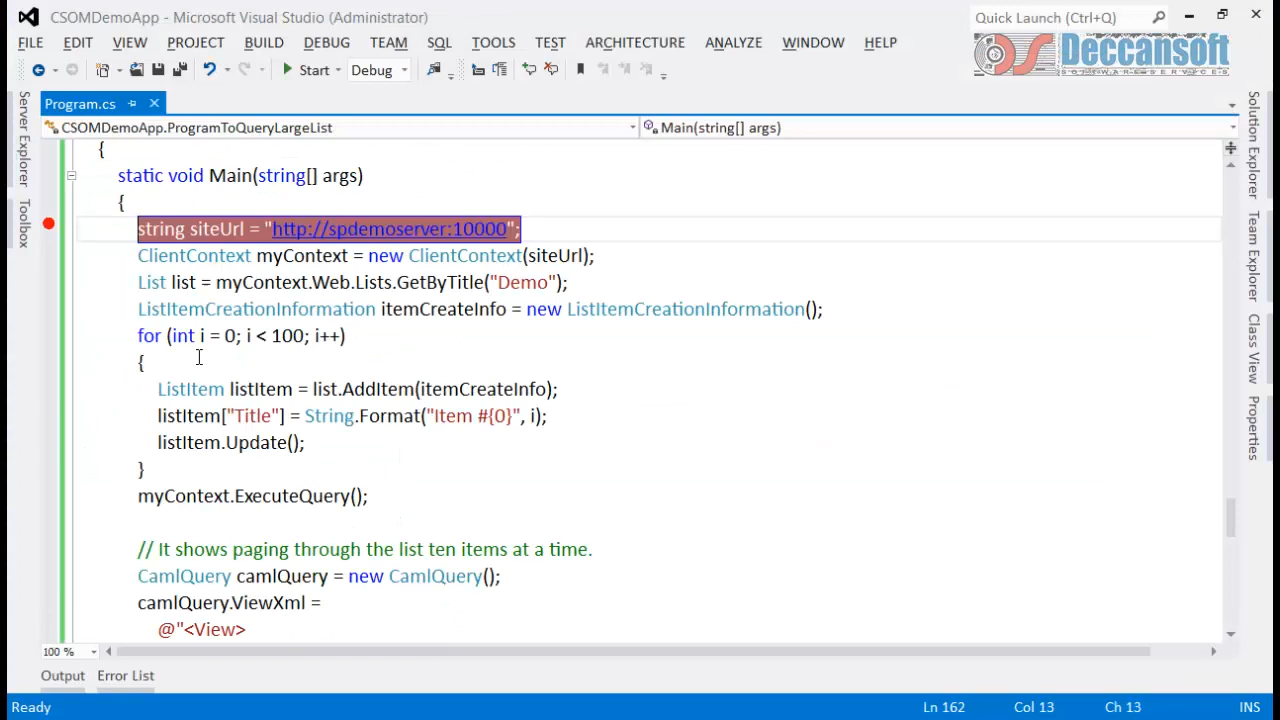 CSOMDemoApp - Microsoft Visual Studio (Administrator)
Quick Launch (Ctrl+Q)
FILE EDIT VIEW PROJECT BUILD DEBUG TEAM SQL TOOLS TEST ARCHITECTURE ANALYZE WINDOW HELP
Deccansoft
SOFTWARE SERVICES
Start Debug
Program.cs
CSOMDemoApp.ProgramToQueryLargeList
Main(string[] args)
Server Explorer
Toolbox
Solution Explorer
Team Explorer
Class View
Properties
{
static void Main(string[] args)
{
string siteUrl = "http://spdemoserver:10000";
ClientContext myContext = new ClientContext(siteUrl);
List list = myContext.Web.Lists.GetByTitle("Demo");
ListItemCreationInformation itemCreateInfo = new ListItemCreationInformation();
for (int i = 0; i < 100; i++)
{
ListItem listItem = list.AddItem(itemCreateInfo);
listItem["Title"] = String.Format("Item #{0}", i);
listItem.Update();
}
myContext.ExecuteQuery();
// It shows paging through the list ten items at a time.
CamlQuery camlQuery = new CamlQuery();
camlQuery.ViewXml =
@"<View>
100 %
Output Error List
Ready Ln 162 Col 13 Ch 13 INS